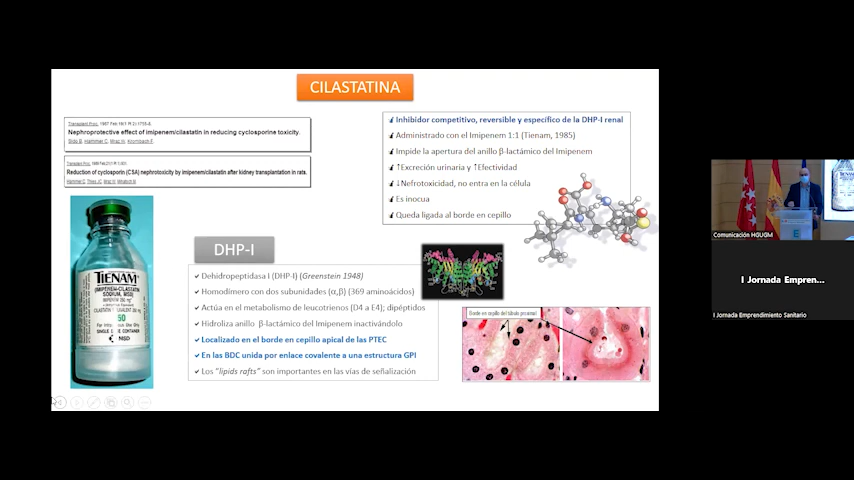 CILASTATINA
Nephroprotective effect of imipenem/cilastatin in reducing cyclosporine toxicity.
Reduction of cyclosporin (CSA) nephrotoxicity by imipenem/cilastatin after kidney transplantation in rats.
Inhibidor competitivo, reversible y específico de la DHP-I renal
Administrado con el Imipenem 1:1 (Tienam, 1985)
Impide la apertura del anillo β-lactámico del Imipenem
↑Excreción urinaria y ↑Efectividad
↓Nefrotoxicidad, no entra en la célula
Es inocua
Queda ligada al borde en cepillo
TIENAM
DHP-I
Dehidropeptidasa I (DHP-I) (Greenstein 1948)
Homodímero con dos subunidades (α,β) (369 aminoácidos)
Actúa en el metabolismo de leucotrienos (D4 a E4); dipéptidos
Hidroliza anillo β-lactámico del Imipenem inactivándolo
Localizado en el borde en cepillo apical de las PTEC
En las BDC unida por enlace covalente a una estructura GPI
Los "lipids rafts" son importantes en las vías de señalización
Borde en cepillo del túbulo proximal
Comunicación HGUGM
I Jornada Empren...
I Jornada Emprendimiento Sanitario